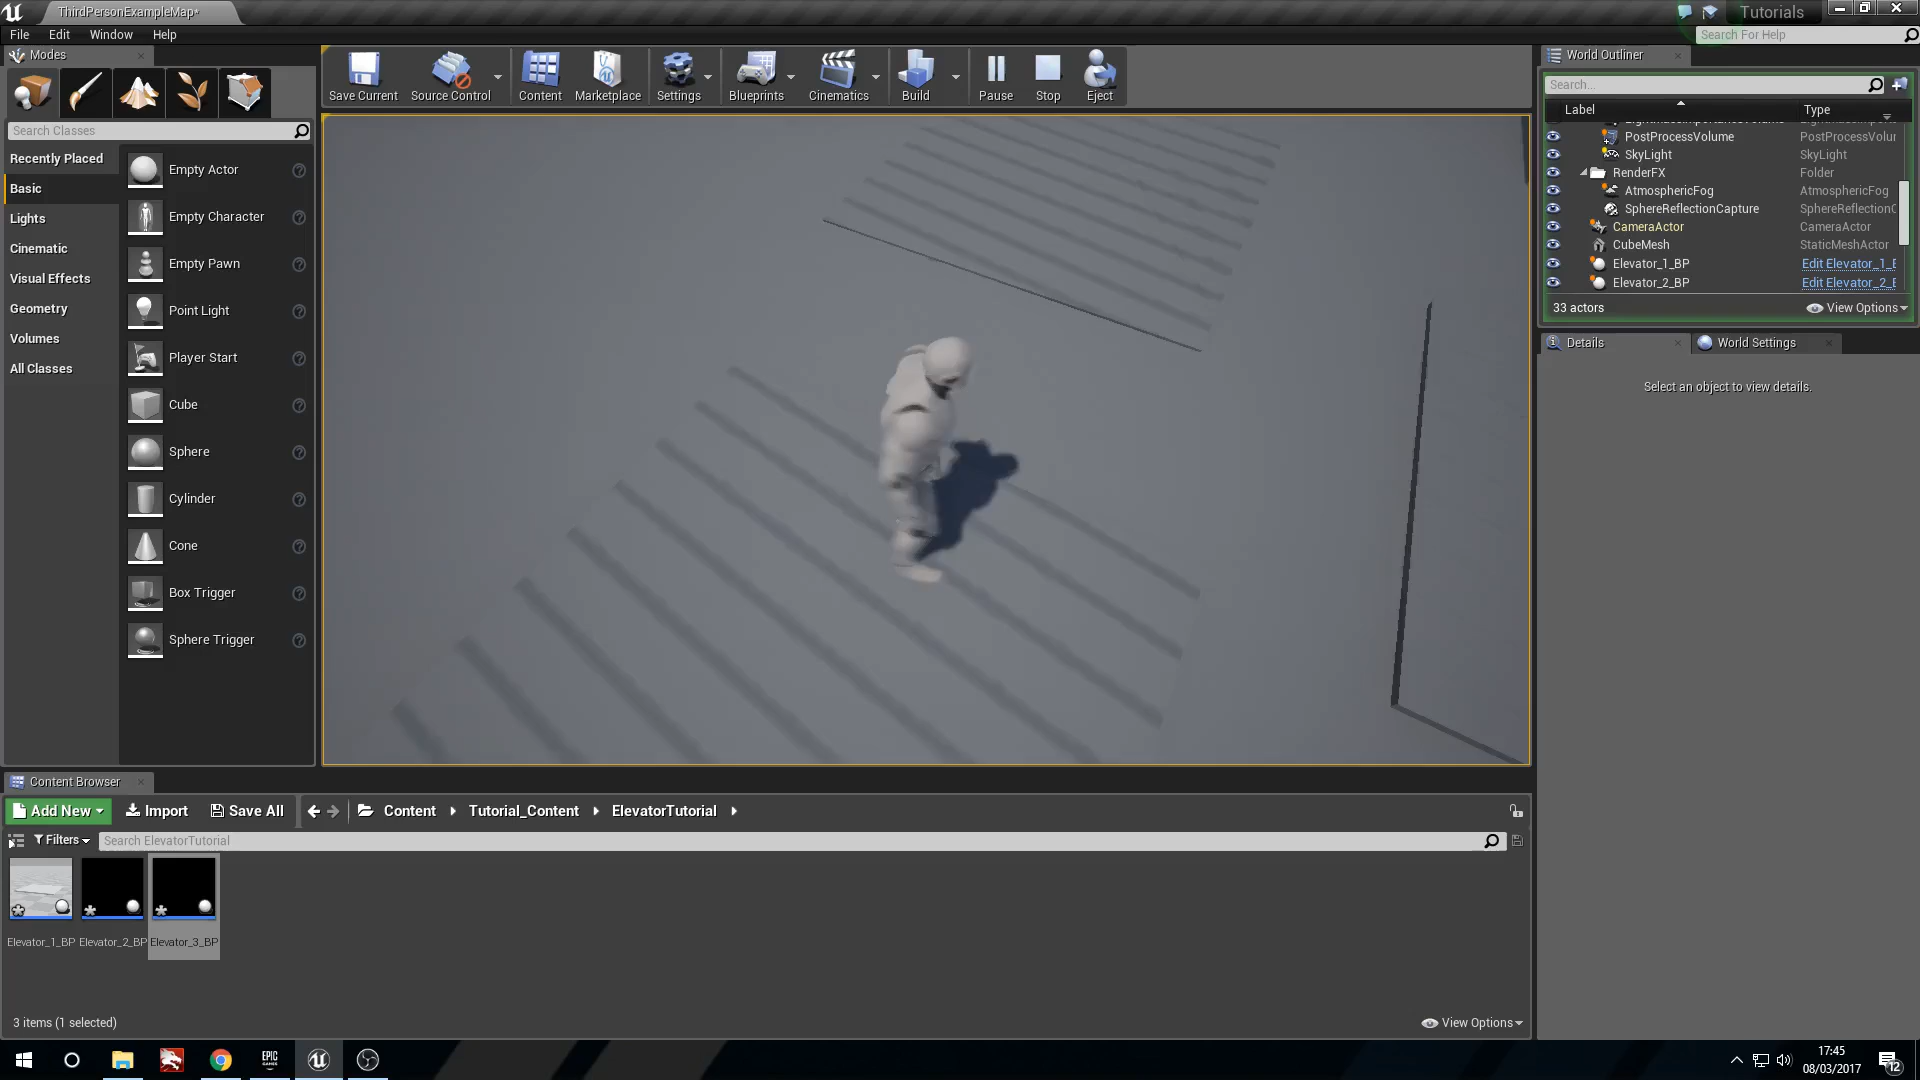 ThirdPersonExampleMap*
Tutorials
File Edit Window Help
Search For Help
Modes
Save Current
Source Control
Content
Marketplace
Settings
Blueprints
Cinematics
Build
Pause
Stop
Eject
World Outliner
Search...
Label Type
PostProcessVolume PostProcessVolur
SkyLight SkyLight
RenderFX Folder
AtmosphericFog AtmosphericFog
SphereReflectionCapture SphereReflectionC
CameraActor CameraActor
CubeMesh StaticMeshActor
Elevator_1_BP Edit Elevator_1_B
Elevator_2_BP Edit Elevator_2_B
33 actors View Options
Search Classes
Recently Placed
Basic
Lights
Cinematic
Visual Effects
Geometry
Volumes
All Classes
Empty Actor
Empty Character
Empty Pawn
Point Light
Player Start
Cube
Sphere
Cylinder
Cone
Box Trigger
Sphere Trigger
Details
World Settings
Select an object to view details.
Content Browser
Add New Import Save All Content Tutorial_Content ElevatorTutorial
Filters Search ElevatorTutorial
Elevator_1_BP Elevator_2_BP Elevator_3_BP
3 items (1 selected)
View Options
EPIC
GAMES
17:45
08/03/2017
12